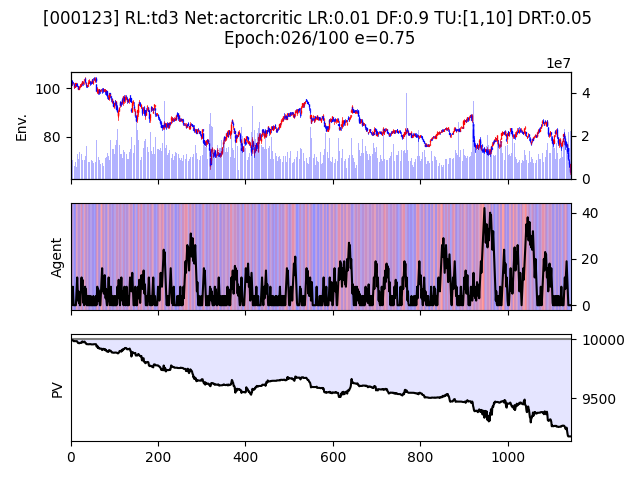 [000123] RL:td3 Net:actorcritic LR:0.01 DF:0.9 TU:[1,10] DRT:0.05
Epoch:026/100 e=0.75
1e7
100
80
Env.
4
2
0
Agent
40
20
0
PV
10000
9500
0
200
400
600
800
1000